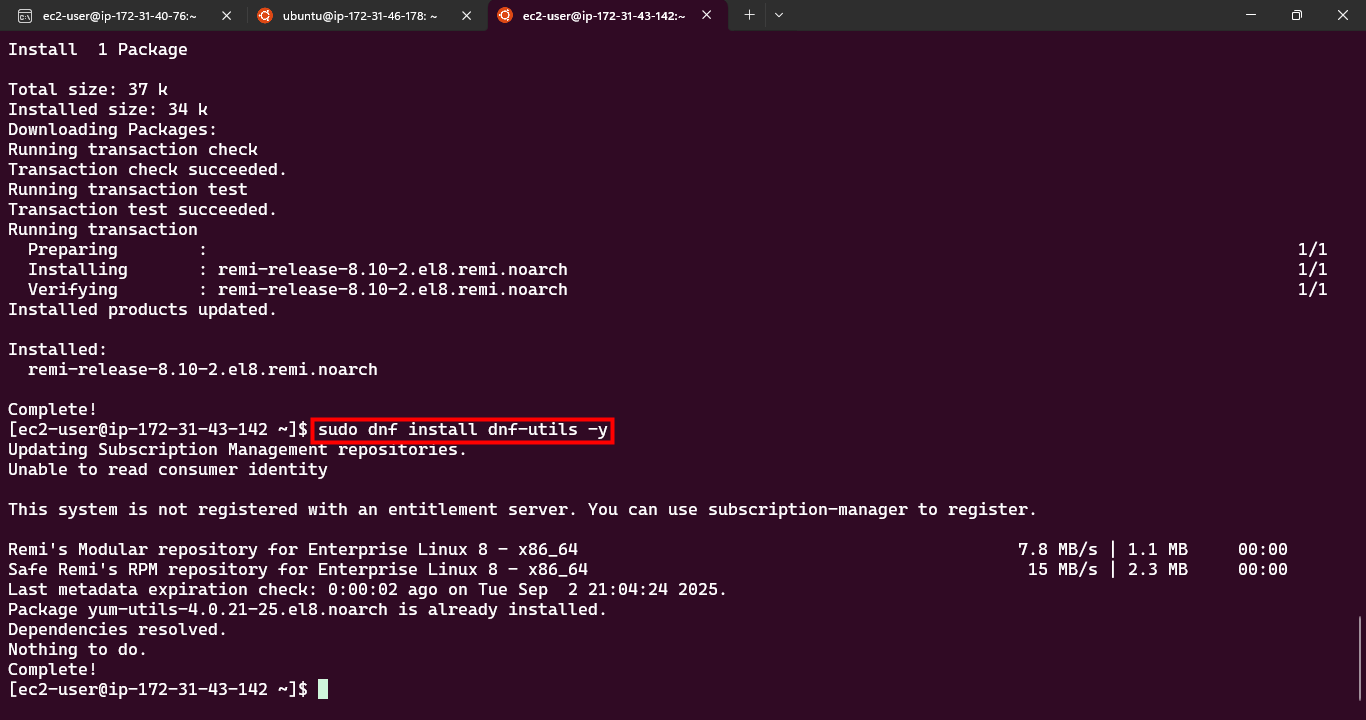 ec2-user@ip-172-31-40-76:~
ubuntu@ip-172-31-46-178: ~
ec2-user@ip-172-31-43-142:~
Install  1 Package
Total size: 37 k
Installed size: 34 k
Downloading Packages:
Running transaction check
Transaction check succeeded.
Running transaction test
Transaction test succeeded.
Running transaction
  Preparing        :                                                        1/1
  Installing       : remi-release-8.10-2.el8.remi.noarch                    1/1
  Verifying        : remi-release-8.10-2.el8.remi.noarch                    1/1
Installed products updated.
Installed:
  remi-release-8.10-2.el8.remi.noarch
Complete!
[ec2-user@ip-172-31-43-142 ~]$ sudo dnf install dnf-utils -y
Updating Subscription Management repositories.
Unable to read consumer identity
This system is not registered with an entitlement server. You can use subscription-manager to register.
Remi's Modular repository for Enterprise Linux 8 - x86_64                 7.8 MB/s | 1.1 MB     00:00
Safe Remi's RPM repository for Enterprise Linux 8 - x86_64                 15 MB/s | 2.3 MB     00:00
Last metadata expiration check: 0:00:02 ago on Tue Sep  2 21:04:24 2025.
Package yum-utils-4.0.21-25.el8.noarch is already installed.
Dependencies resolved.
Nothing to do.
Complete!
[ec2-user@ip-172-31-43-142 ~]$